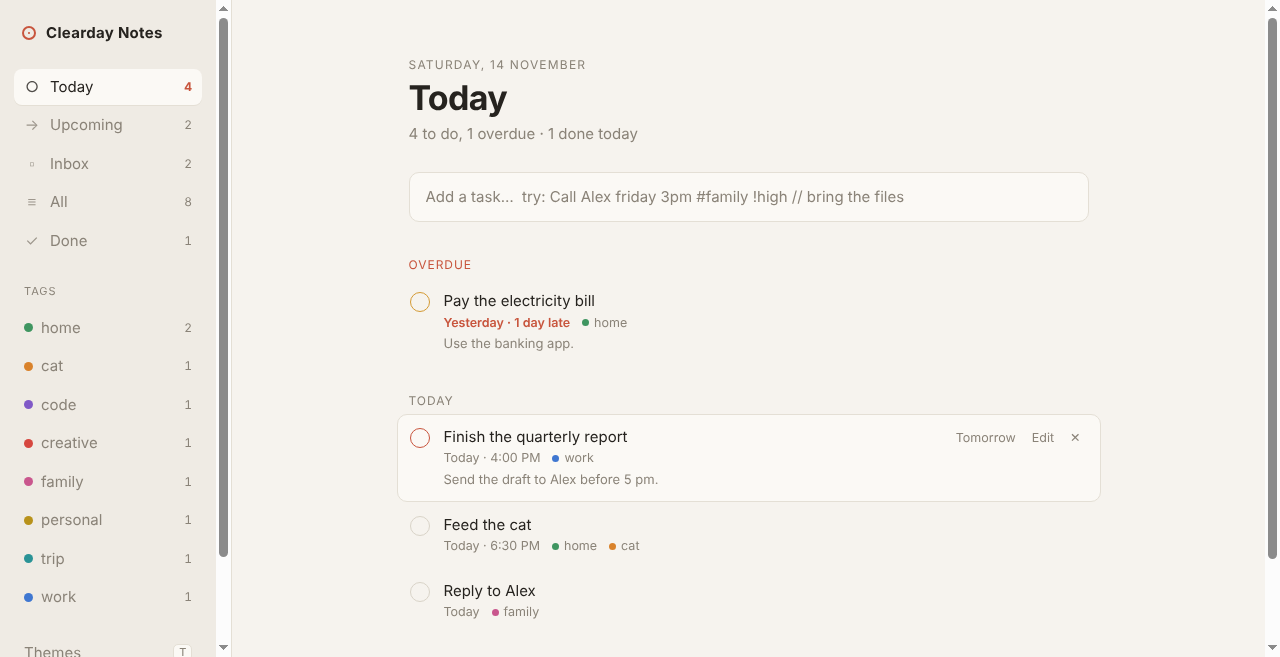 Clearday Notes
Today 4
Upcoming 2
Inbox 2
All 8
Done 1
TAGS
home 2
cat 1
code 1
creative 1
family 1
personal 1
trip 1
work 1
Themes T
SATURDAY, 14 NOVEMBER
Today
4 to do, 1 overdue · 1 done today
Add a task… try: Call Alex friday 3pm #family !high // bring the files
OVERDUE
Pay the electricity bill
Yesterday · 1 day late home
Use the banking app.
TODAY
Finish the quarterly report Tomorrow Edit ✕
Today · 4:00 PM work
Send the draft to Alex before 5 pm.
Feed the cat
Today · 6:30 PM home cat
Reply to Alex
Today family